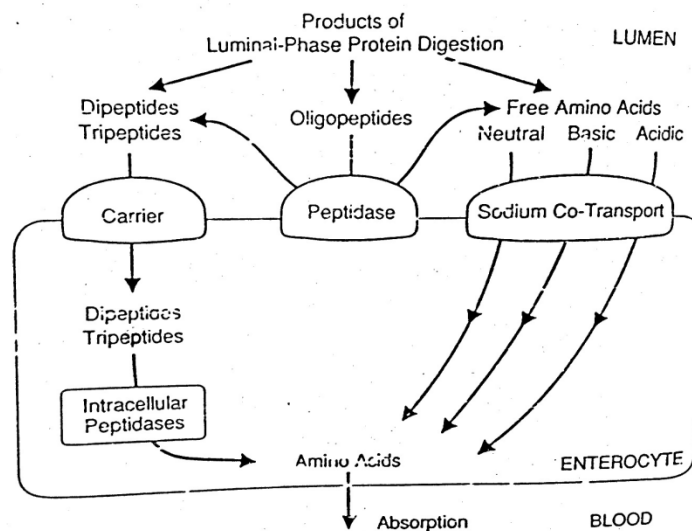 Products of
Luminal-Phase Protein Digestion
LUMEN
Dipeptides
Tripeptides
Oligopeptides
Free Amino Acids
Neutral Basic Acidic
Carrier
Peptidase
Sodium Co-Transport
Dipeptides
Tripeptides
Intracellular
Peptidases
Amino Acids
ENTEROCYTE
Absorption
BLOOD